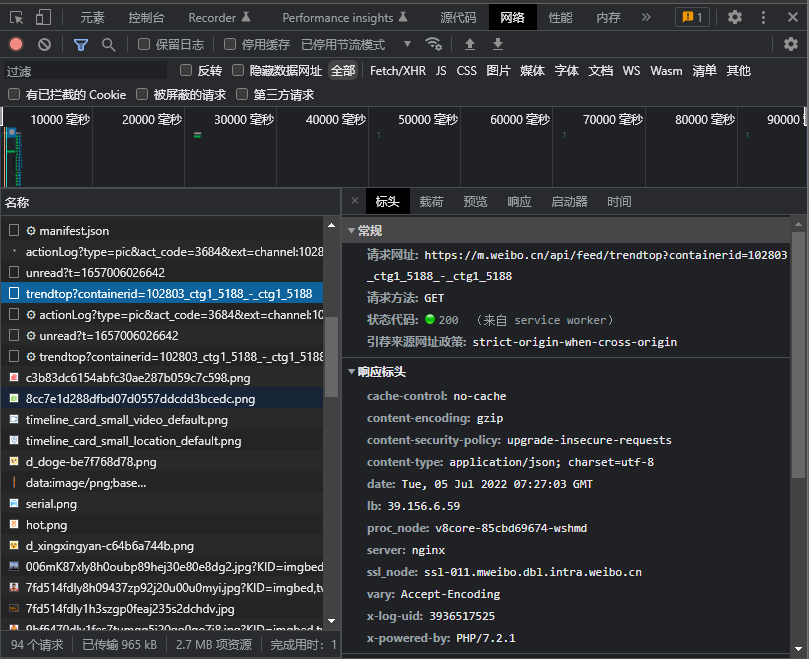 元素 控制台 Recorder Performance insights 源代码 网络 性能 内存 » 1
保留日志 停用缓存 已停用节流模式
过滤 反转 隐藏数据网址 全部 Fetch/XHR JS CSS 图片 媒体 字体 文档 WS Wasm 清单 其他
有已拦截的 Cookie 被屏蔽的请求 第三方请求
10000 毫秒 20000 毫秒 30000 毫秒 40000 毫秒 50000 毫秒 60000 毫秒 70000 毫秒 80000 毫秒 90000
名称
manifest.json
actionLog?type=pic&act_code=3684&ext=channel:1028
unread?t=1657006026642
trendtop?containerid=102803_ctg1_5188_-_ctg1_5188
actionLog?type=pic&act_code=3684&ext=channel:10
unread?t=1657006026642
trendtop?containerid=102803_ctg1_5188_-_ctg1_5188
c3b83dc6154abfc30ae287b059c7c598.png
8cc7e1d288dfbd07d0557ddcdd3bcedc.png
timeline_card_small_video_default.png
timeline_card_small_location_default.png
d_doge-be7f768d78.png
data:image/png;base...
serial.png
hot.png
d_xingxingyan-c64b6a744b.png
006mK87xly8h0oubp89hej30e80e8dg2.jpg?KID=imgbed
7fd514fdly8h09437zp92j20u00u0myi.jpg?KID=imgbed,tv
7fd514fdly1h3szgp0feaj235s2dchdv.jpg
94 个请求 已传输 965 kB 2.7 MB 项资源 完成用时: 1
× 标头 载荷 预览 响应 启动器 时间
常规
请求网址: https://m.weibo.cn/api/feed/trendtop?containerid=102803
_ctg1_5188_-_ctg1_5188
请求方法: GET
状态代码: 200 (来自 service worker)
引荐来源网址政策: strict-origin-when-cross-origin
响应标头
cache-control: no-cache
content-encoding: gzip
content-security-policy: upgrade-insecure-requests
content-type: application/json; charset=utf-8
date: Tue, 05 Jul 2022 07:27:03 GMT
lb: 39.156.6.59
proc_node: v8core-85cbd69674-wshmd
server: nginx
ssl_node: ssl-011.mweibo.dbl.intra.weibo.cn
vary: Accept-Encoding
x-log-uid: 3936517525
x-powered-by: PHP/7.2.1